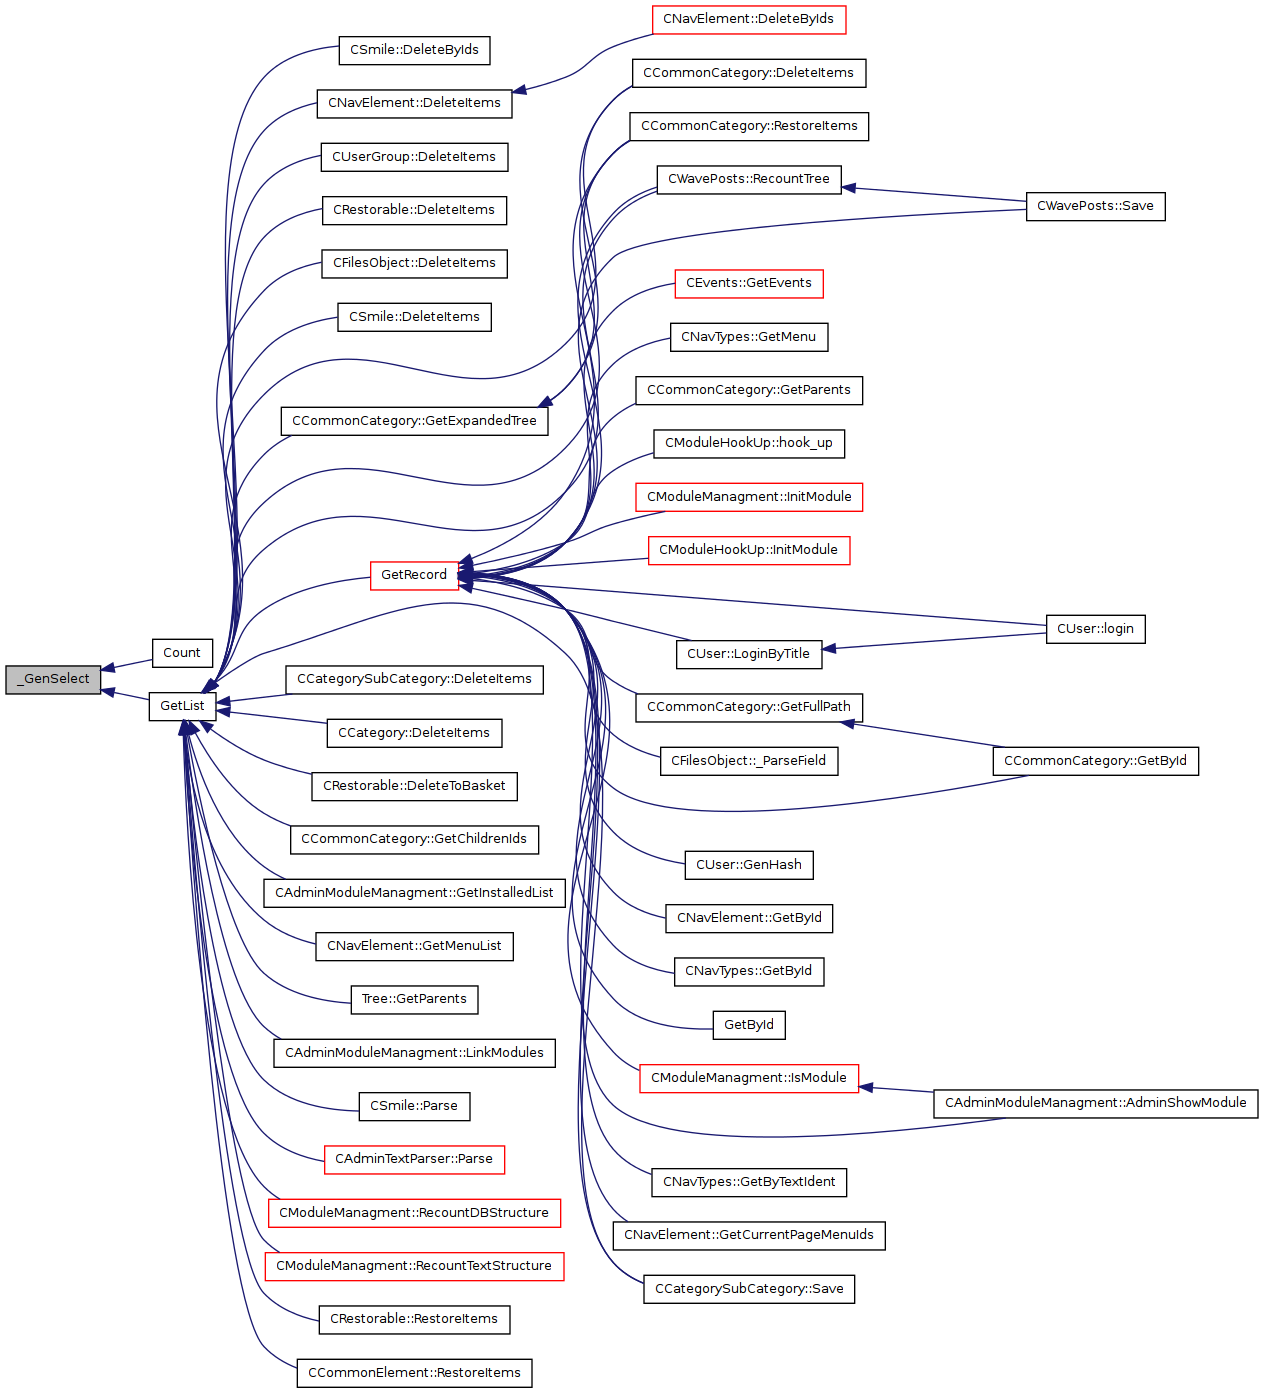 _GenSelect
Count
GetList
CSmile::DeleteByIds
CNavElement::DeleteItems
CUserGroup::DeleteItems
CRestorable::DeleteItems
CFilesObject::DeleteItems
CSmile::DeleteItems
CCommonCategory::GetExpandedTree
GetRecord
CCategorySubCategory::DeleteItems
CCategory::DeleteItems
CRestorable::DeleteToBasket
CCommonCategory::GetChildrenIds
CAdminModuleManagment::GetInstalledList
CNavElement::GetMenuList
Tree::GetParents
CAdminModuleManagment::LinkModules
CSmile::Parse
CAdminTextParser::Parse
CModuleManagment::RecountDBStructure
CModuleManagment::RecountTextStructure
CRestorable::RestoreItems
CCommonElement::RestoreItems
CNavElement::DeleteByIds
CCommonCategory::DeleteItems
CCommonCategory::RestoreItems
CWavePosts::RecountTree
CEvents::GetEvents
CNavTypes::GetMenu
CCommonCategory::GetParents
CModuleHookUp::hook_up
CModuleManagment::InitModule
CModuleHookUp::InitModule
CUser::LoginByTitle
CCommonCategory::GetFullPath
CFilesObject::_ParseField
CUser::GenHash
CNavElement::GetById
CNavTypes::GetById
GetById
CModuleManagment::IsModule
CNavTypes::GetByTextIdent
CNavElement::GetCurrentPageMenuIds
CCategorySubCategory::Save
CWavePosts::Save
CUser::login
CCommonCategory::GetById
CAdminModuleManagment::AdminShowModule